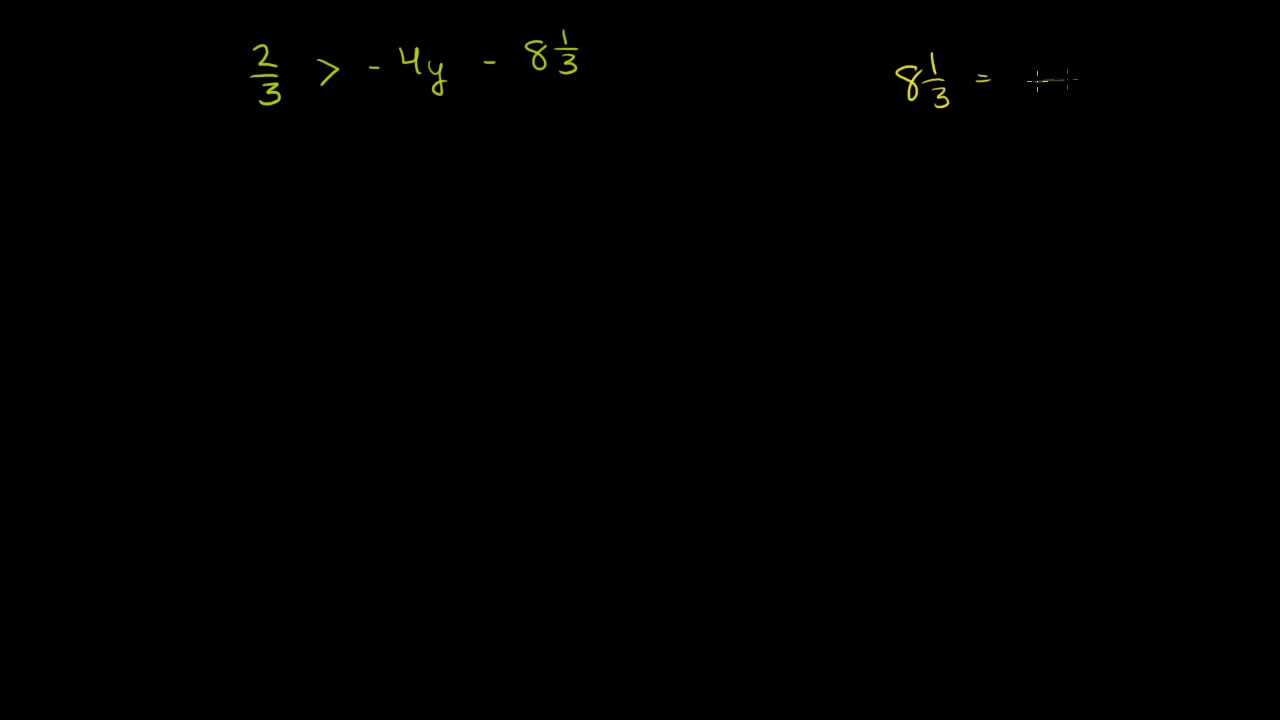 2/3 > - 4y - 8 1/3
8 1/3 =